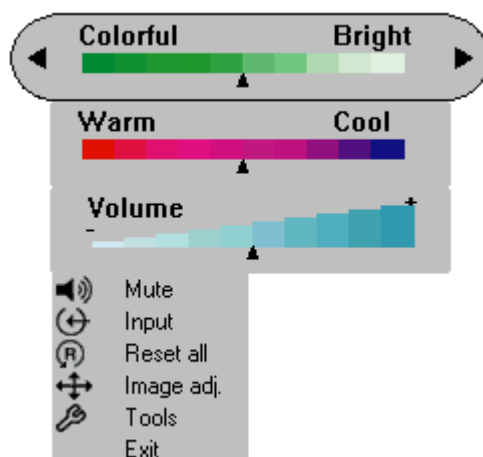 Colorful Bright
Warm Cool
Volume
- +
Mute
Input
R Reset all
Image adj.
Tools
Exit